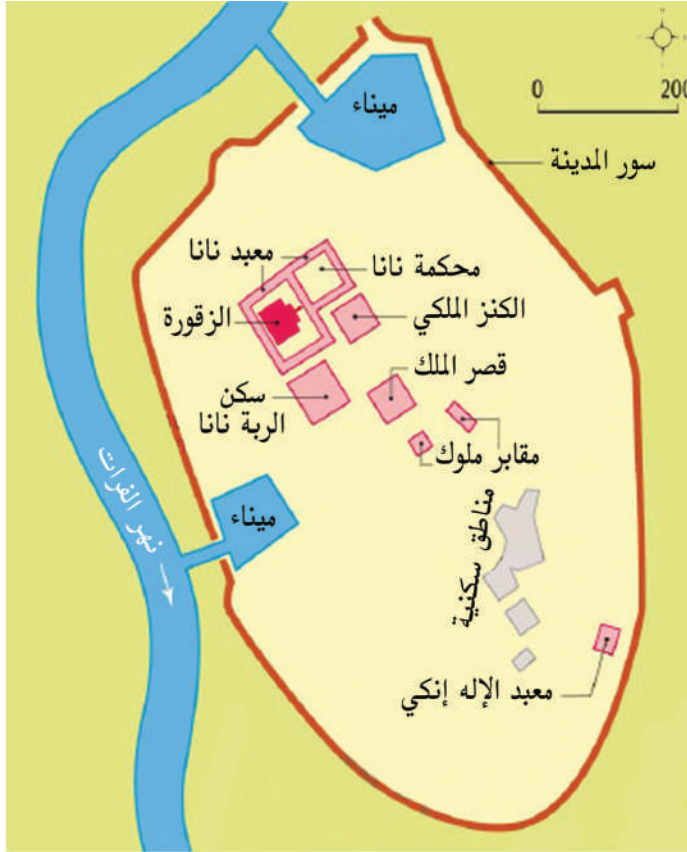 ميناء
0
200
سور المدينة
معبد نانا
محكمة نانا
الزقورة
الكنز الملكي
قصر الملك
سكن
الربة نانا
مقابر ملوك
نهر الفرات
ميناء
مناطق سكنية
معبد الإله إنكي